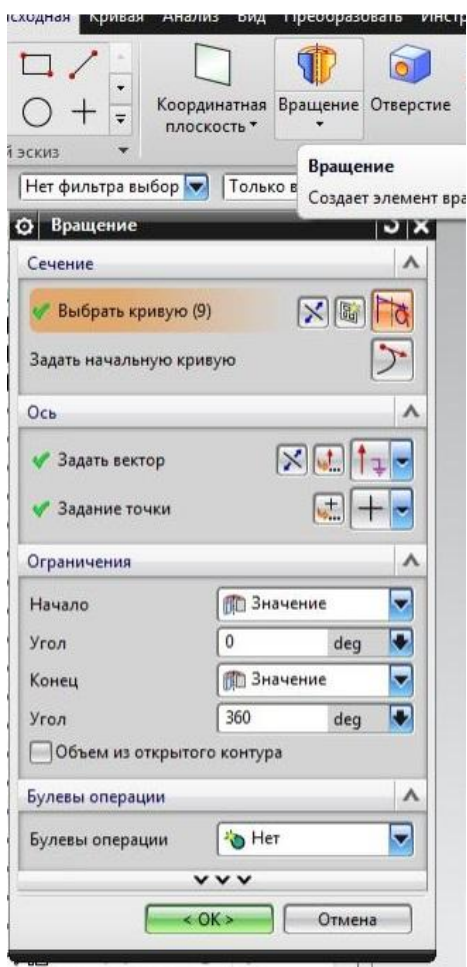 Кривая Анализ Вид Преобразовать
Координатная плоскость
Вращение
Отверстие
эскиз
Нет фильтра выбор
Только в
Вращение
Создает элемент вра
Вращение
Сечение
Выбрать кривую (9)
Задать начальную кривую
Ось
Задать вектор
Задание точки
Ограничения
Начало Значение
Угол 0 deg
Конец Значение
Угол 360 deg
Объем из открытого контура
Булевы операции
Булевы операции Нет
< OK > Отмена